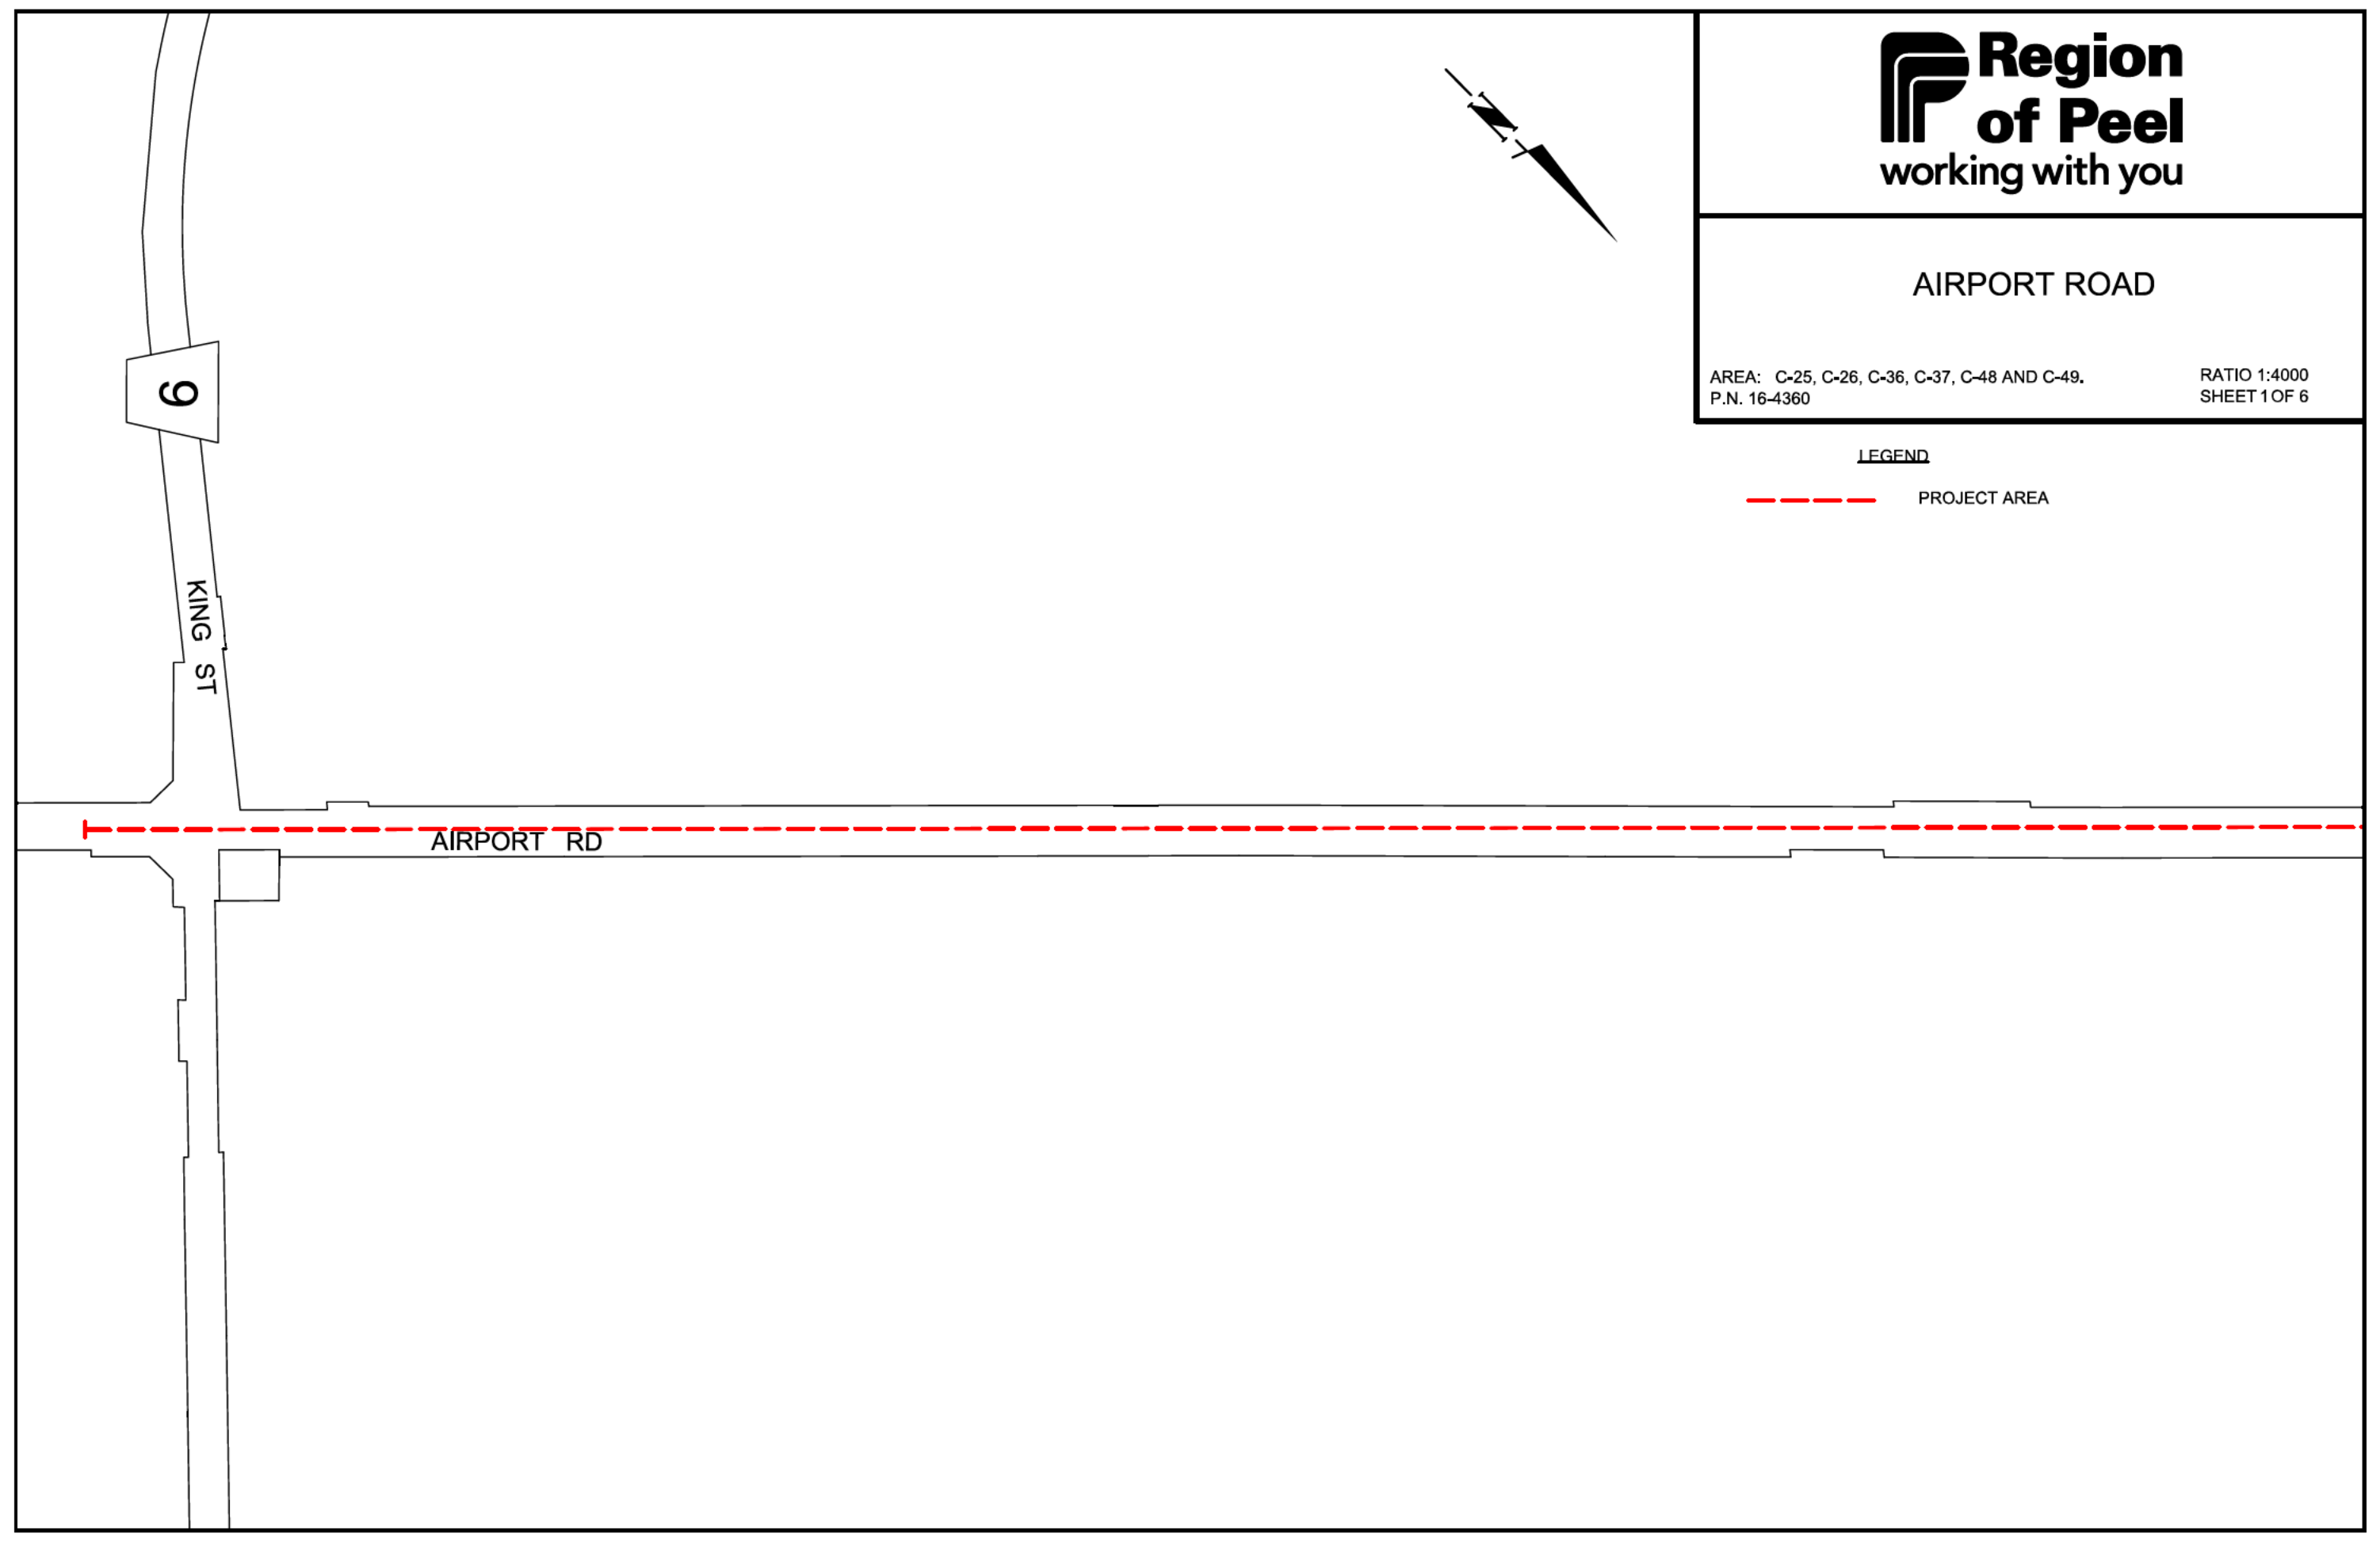 Region
of Peel
working with you
AIRPORT ROAD
AREA: C-25, C-26, C-36, C-37, C-48 AND C-49.
RATIO 1:4000
P.N. 16-4360
SHEET 1 OF 6
LEGEND
PROJECT AREA
N
9
KING ST
AIRPORT RD